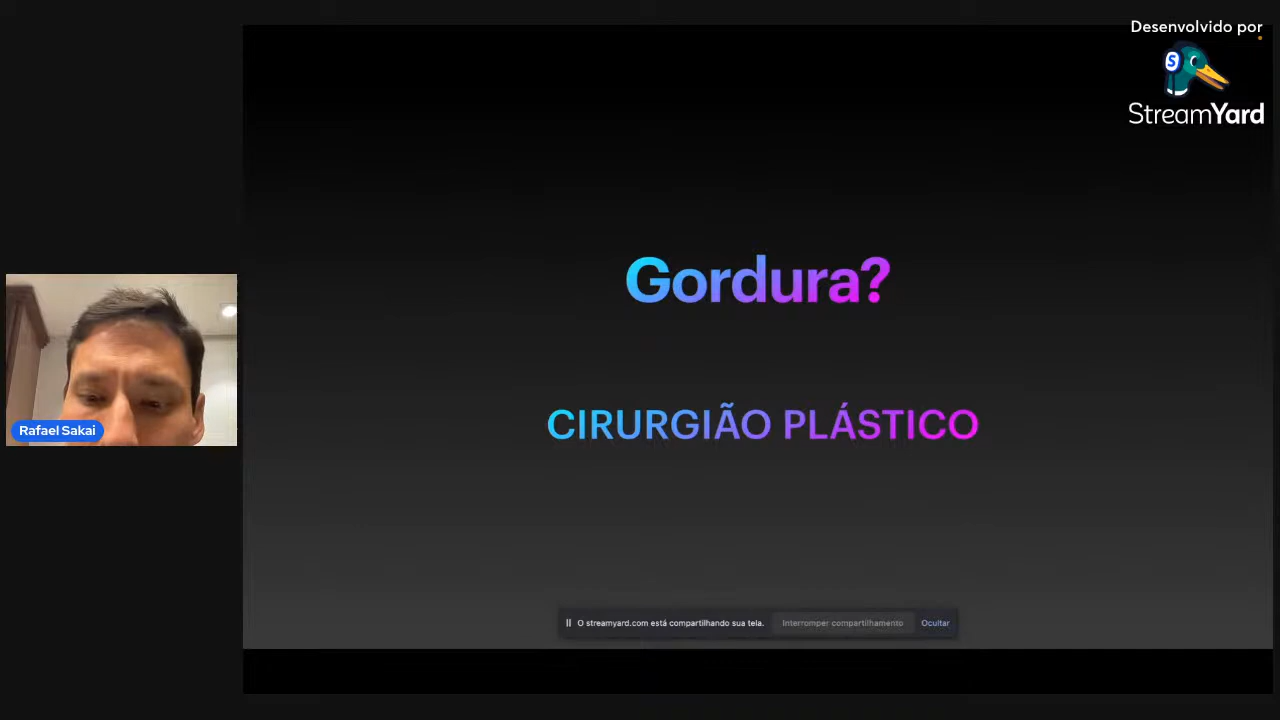 Desenvolvido por
S
StreamYard
Gordura?
CIRURGIÃO PLÁSTICO
Rafael Sakai
O streamyard.com está compartilhando sua tela.
Interromper compartilhamento
Ocultar